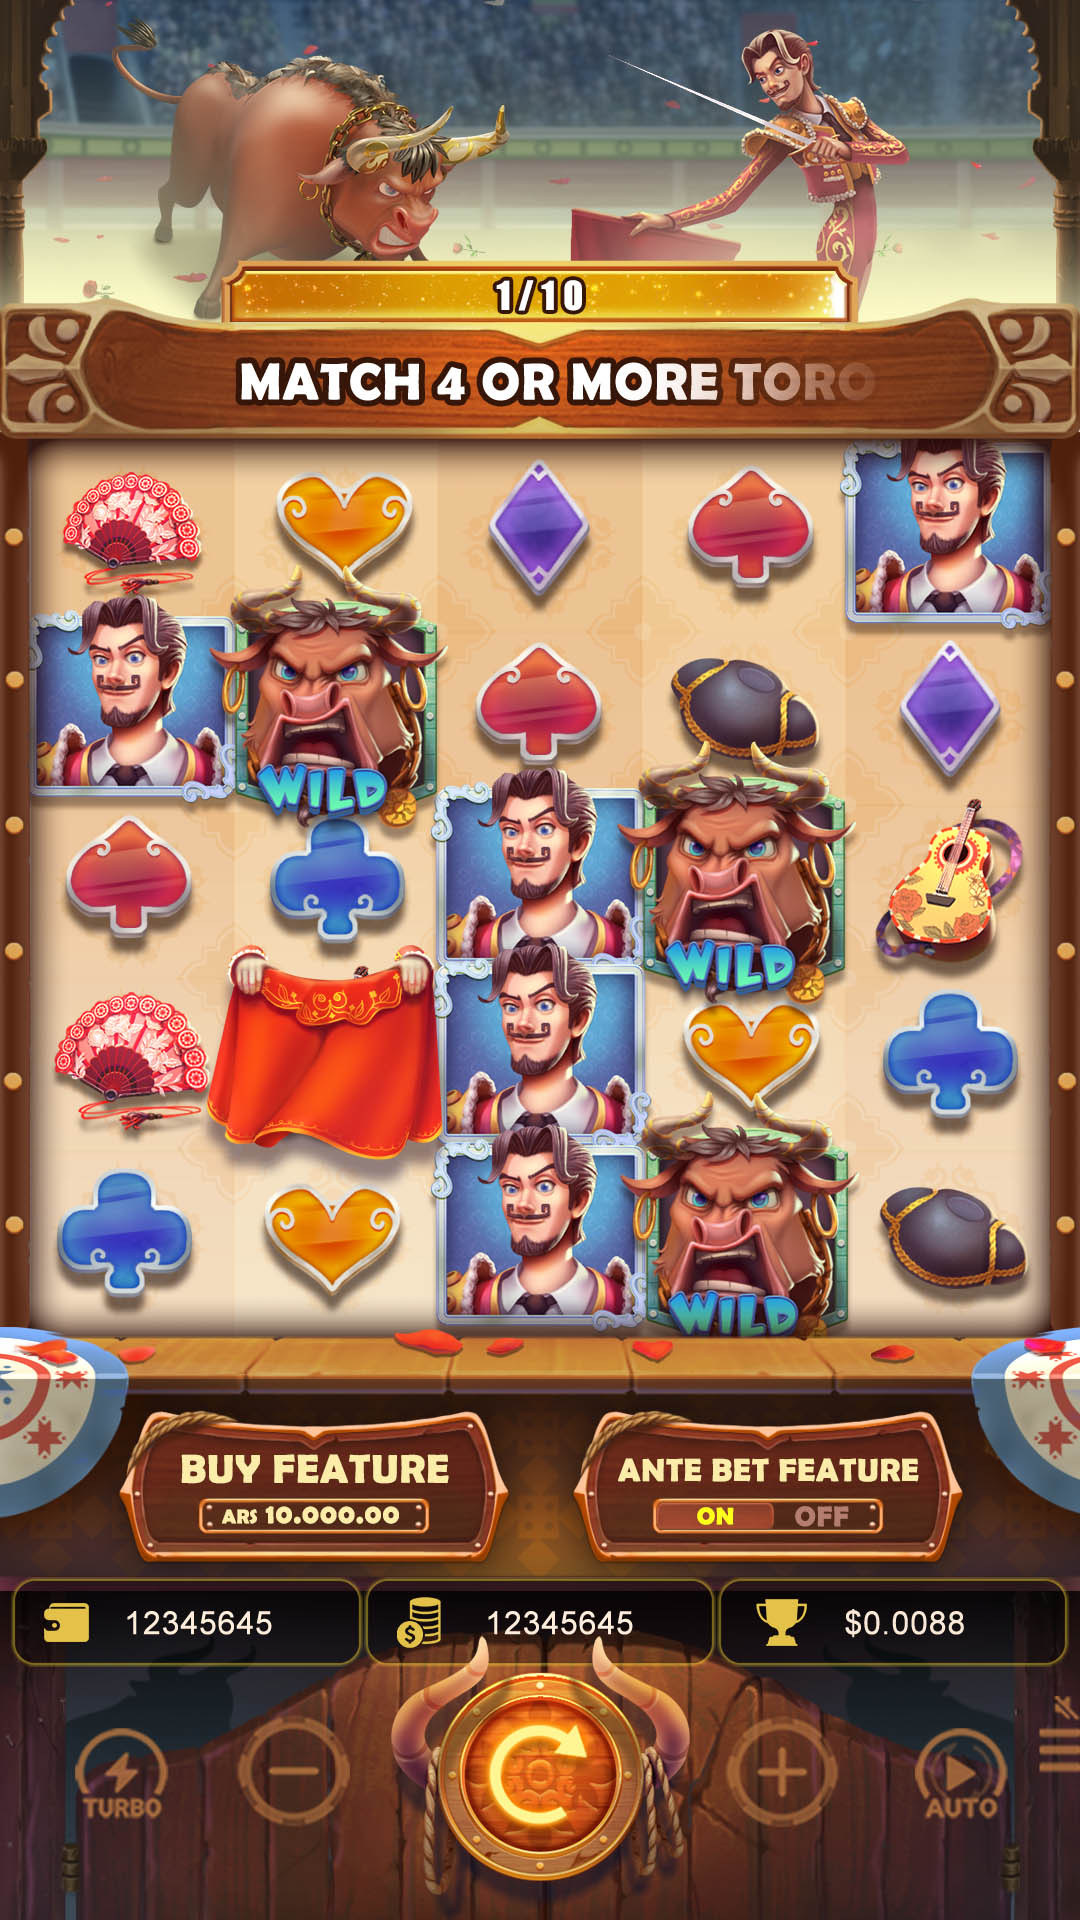 1/10
MATCH 4 OR MORE TORO
WILD
WILD
WILD
BUY FEATURE
ARS 10.000.00
ANTE BET FEATURE
ON OFF
12345645
12345645
$0.0088
TURBO
AUTO